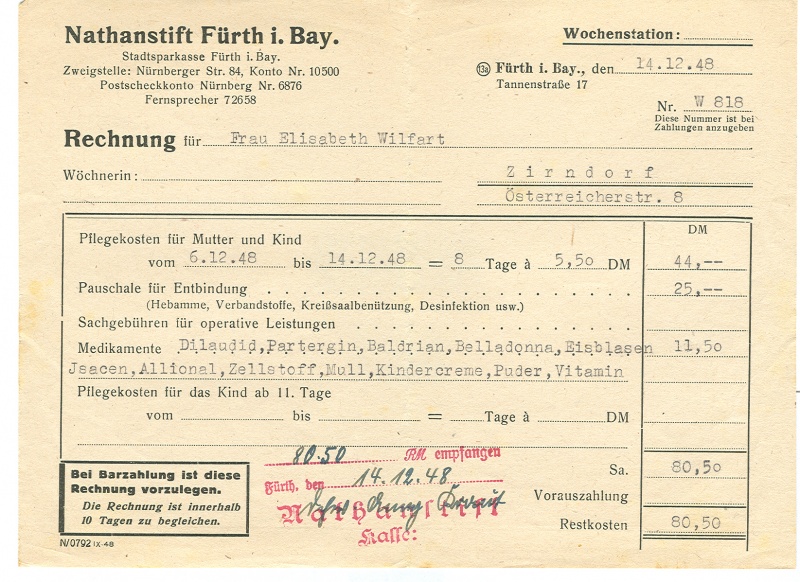 Nathanstift Fürth i. Bay.
Stadtsparkasse Fürth i. Bay.
Zweigstelle: Nürnberger Str. 84, Konto Nr. 10500
Postscheckkonto Nürnberg Nr. 6876
Fernsprecher 72658
Wochenstation:
13a Fürth i. Bay., den 14.12.48
Tannenstraße 17
Nr. W 818
Diese Nummer ist bei
Zahlungen anzugeben
Rechnung für Frau Elisabeth Wilfart
Wöchnerin:
Zirndorf
Österreicherstr. 8
DM
Pflegekosten für Mutter und Kind
vom 6.12.48 bis 14.12.48 = 8 Tage à 5,50 DM 44,--
Pauschale für Entbindung 25,--
(Hebamme, Verbandstoffe, Kreißsaalbenützung, Desinfektion usw.)
Sachgebühren für operative Leistungen
Medikamente Dilaudid,Partergin,Baldrian,Belladonna,Eisblasen 11,50
Jsacen,Allional,Zellstoff,Mull,Kindercreme,Puder,Vitamin
Pflegekosten für das Kind ab 11. Tage
vom bis = Tage à DM
80.50 RM empfangen
Fürth, den 14.12.48
Nathanstift
Kasse:
Bei Barzahlung ist diese
Rechnung vorzulegen.
Die Rechnung ist innerhalb
10 Tagen zu begleichen.
Sa. 80,50
Vorauszahlung
Restkosten 80,50
N/0792 IX-48